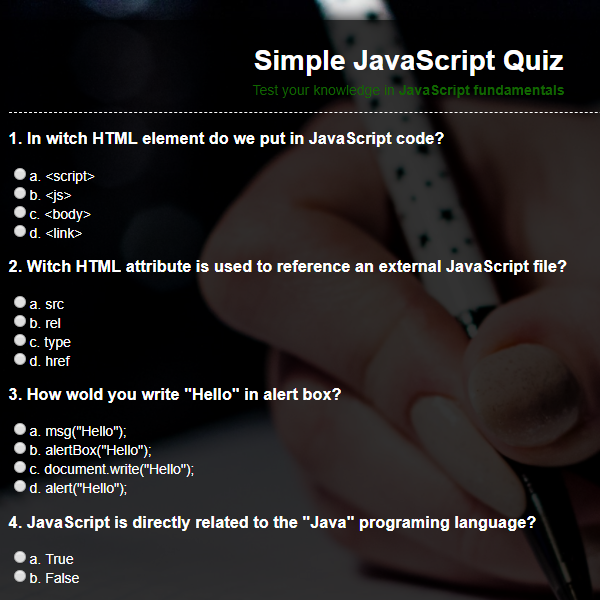 Simple JavaScript Quiz
Test your knowledge in JavaScript fundamentals
1. In witch HTML element do we put in JavaScript code?
a. <script>
b. <js>
c. <body>
d. <link>
2. Witch HTML attribute is used to reference an external JavaScript file?
a. src
b. rel
c. type
d. href
3. How wold you write "Hello" in alert box?
a. msg("Hello");
b. alertBox("Hello");
c. document.write("Hello");
d. alert("Hello");
4. JavaScript is directly related to the "Java" programing language?
a. True
b. False